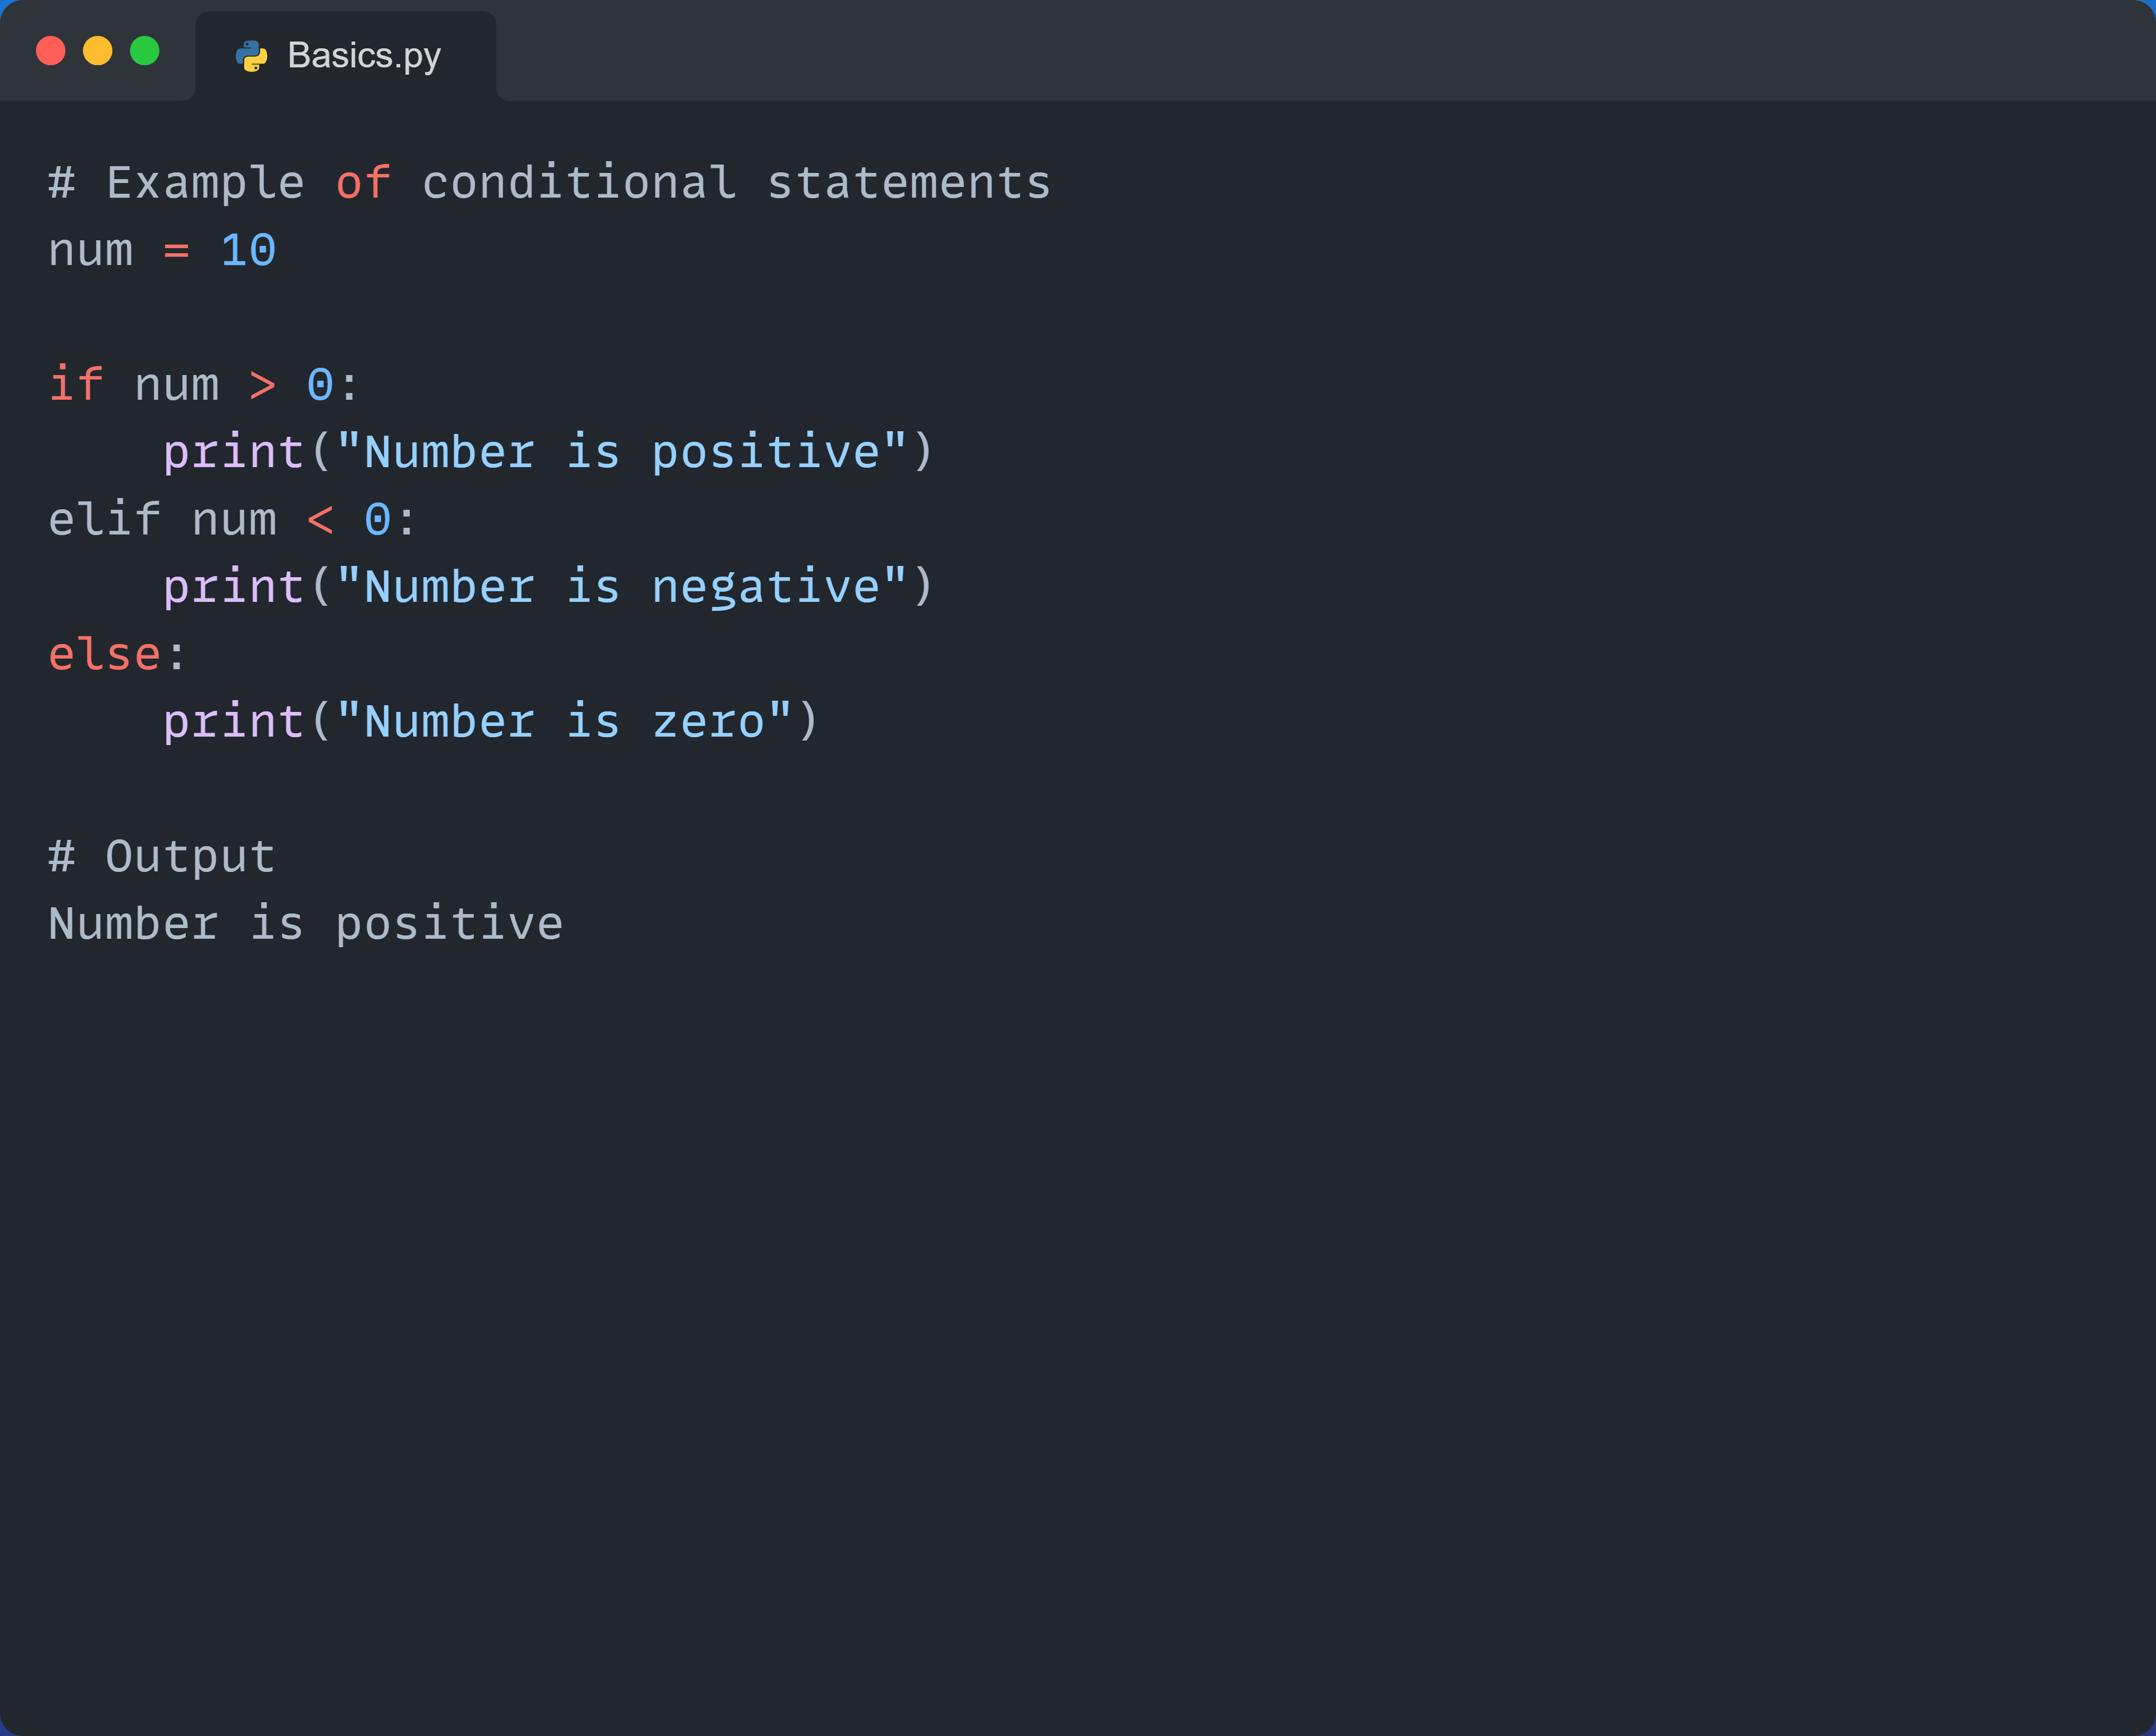 Basics.py
# Example of conditional statements
num = 10
if num > 0:
    print("Number is positive")
elif num < 0:
    print("Number is negative")
else:
    print("Number is zero")
# Output
Number is positive